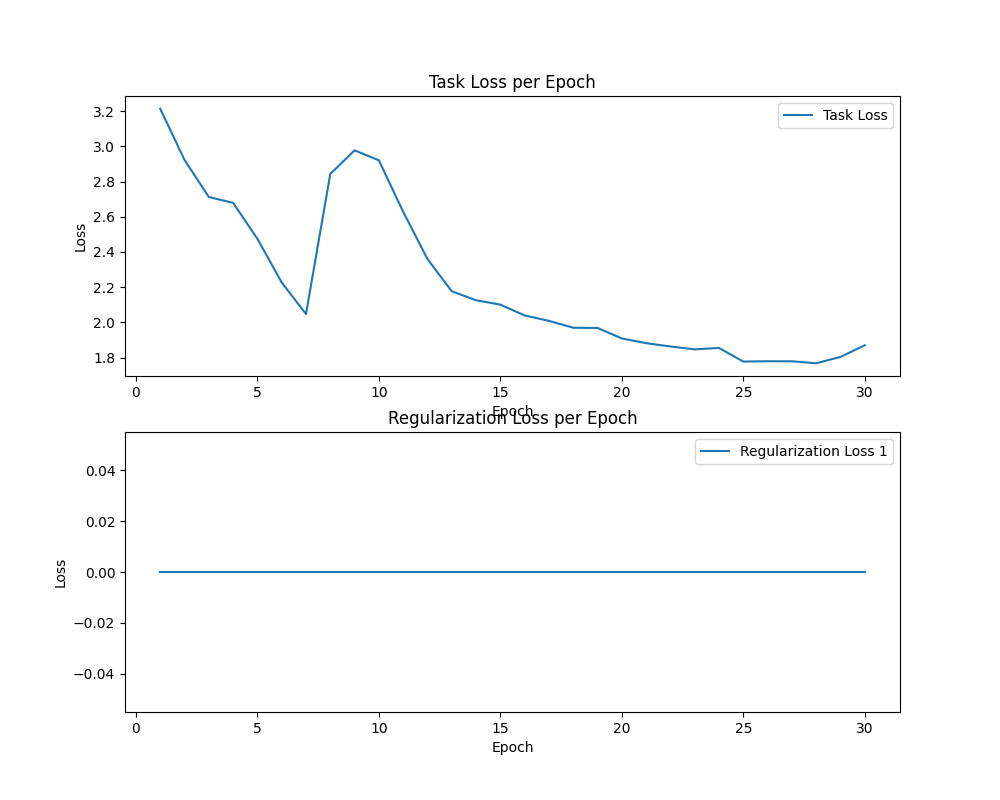 Task Loss per Epoch
Task Loss
Loss
3.2
3.0
2.8
2.6
2.4
2.2
2.0
1.8
0 5 10 15 20 25 30
Epoch
Regularization Loss per Epoch
Regularization Loss 1
Loss
0.04
0.02
0.00
−0.02
−0.04
0 5 10 15 20 25 30
Epoch